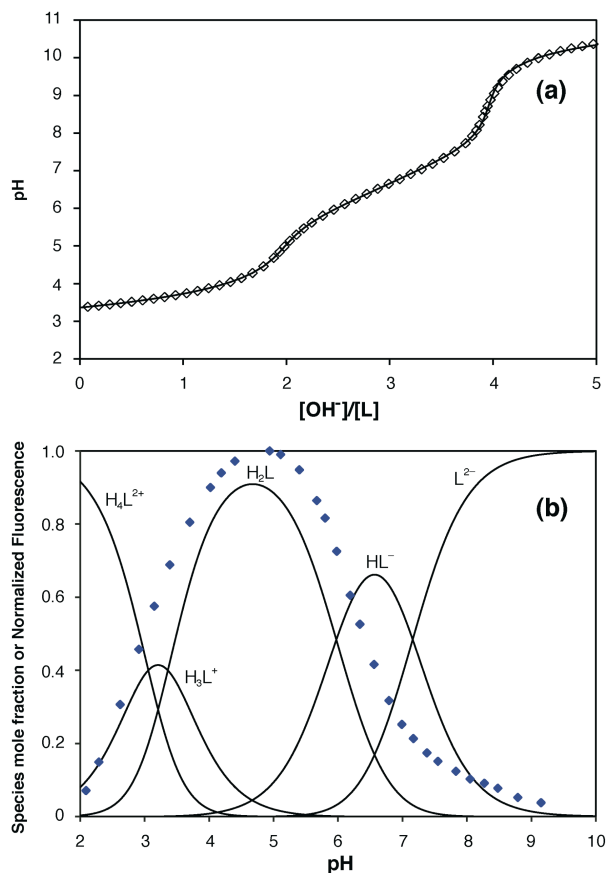 11
10
9
8
7
6
5
4
3
2
pH
(a)
0 1 2 3 4 5
[OH⁻]/[L]
Species mole fraction or Normalized Fluorescence
1.0
0.8
0.6
0.4
0.2
0
H₄L²⁺
H₂L
L²⁻
(b)
HL⁻
H₃L⁺
2 3 4 5 6 7 8 9 10
pH